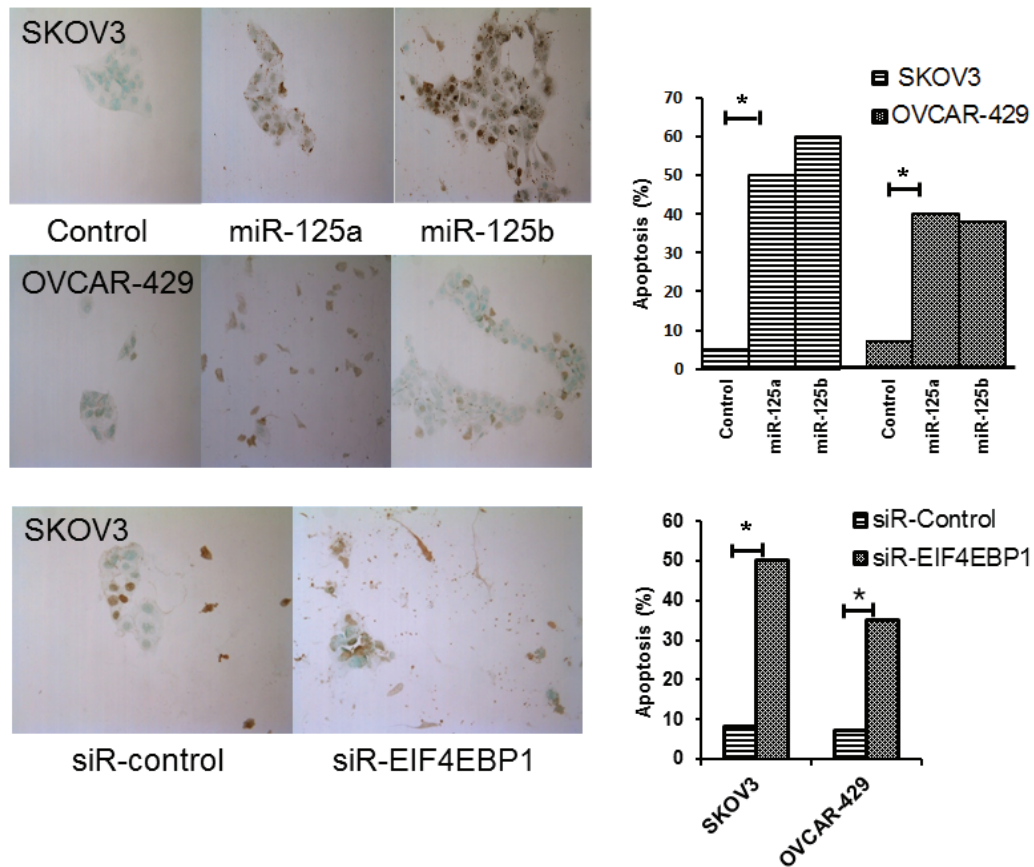 SKOV3
Control miR-125a miR-125b
OVCAR-429
SKOV3
OVCAR-429
Apoptosis (%)
70
60
50
40
30
20
10
0
*
*
Control
miR-125a
miR-125b
Control
miR-125a
miR-125b
SKOV3
siR-control siR-EIF4EBP1
siR-Control
siR-EIF4EBP1
Apoptosis (%)
60
50
40
30
20
10
0
*
*
SKOV3
OVCAR-429